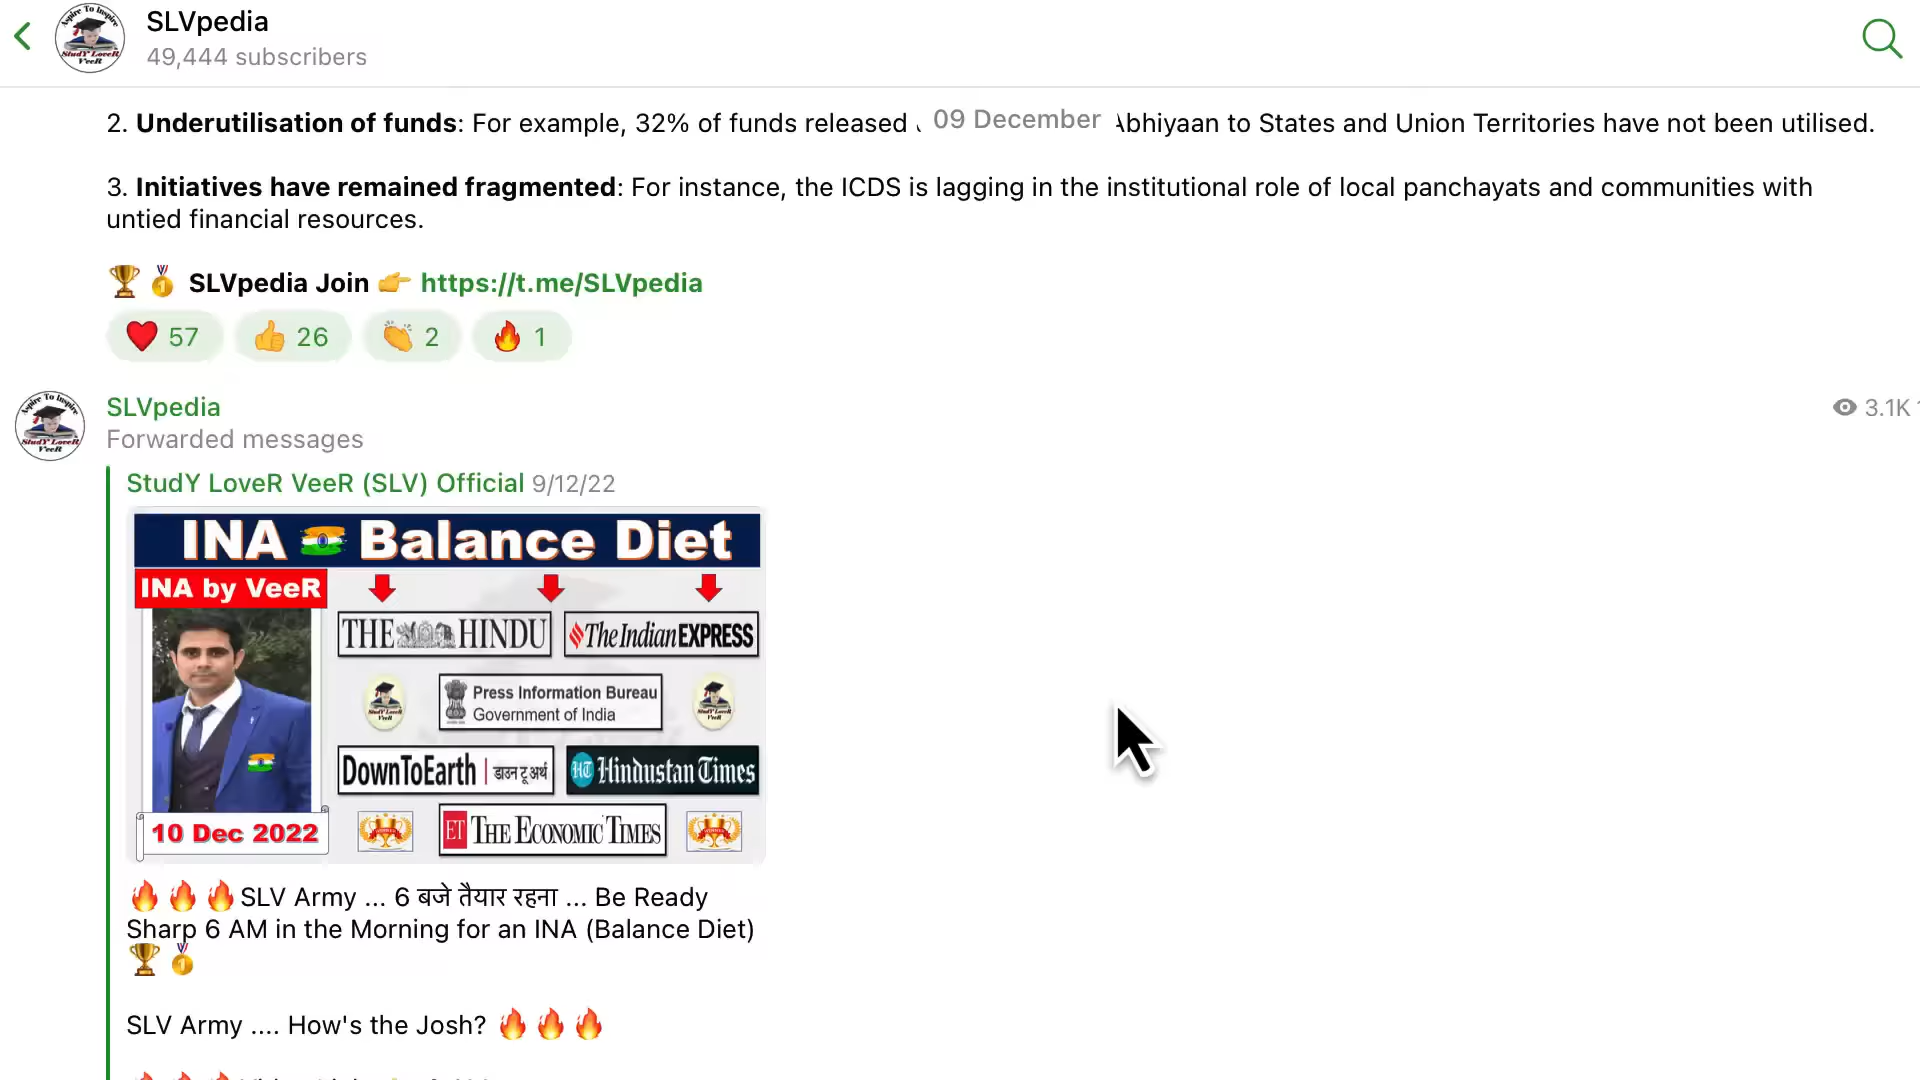 SLVpedia
49,444 subscribers
09 December
2. Underutilisation of funds: For example, 32% of funds released Abhiyaan to States and Union Territories have not been utilised.
3. Initiatives have remained fragmented: For instance, the ICDS is lagging in the institutional role of local panchayats and communities with
untied financial resources.
🏆🥇 SLVpedia Join 👉 https://t.me/SLVpedia
❤️ 57 👍 26 👏 2 🔥 1
SLVpedia
3.1K
Forwarded messages
StudY LoveR VeeR (SLV) Official 9/12/22
INA Balance Diet
INA by VeeR
THE HINDU
The Indian EXPRESS
Press Information Bureau
Government of India
DownToEarth | डाउन टू अर्थ
HT Hindustan Times
10 Dec 2022
ET THE ECONOMIC TIMES
🔥🔥🔥SLV Army ... 6 बजे तैयार रहना ... Be Ready
Sharp 6 AM in the Morning for an INA (Balance Diet)
🏆🥇
SLV Army .... How's the Josh? 🔥🔥🔥